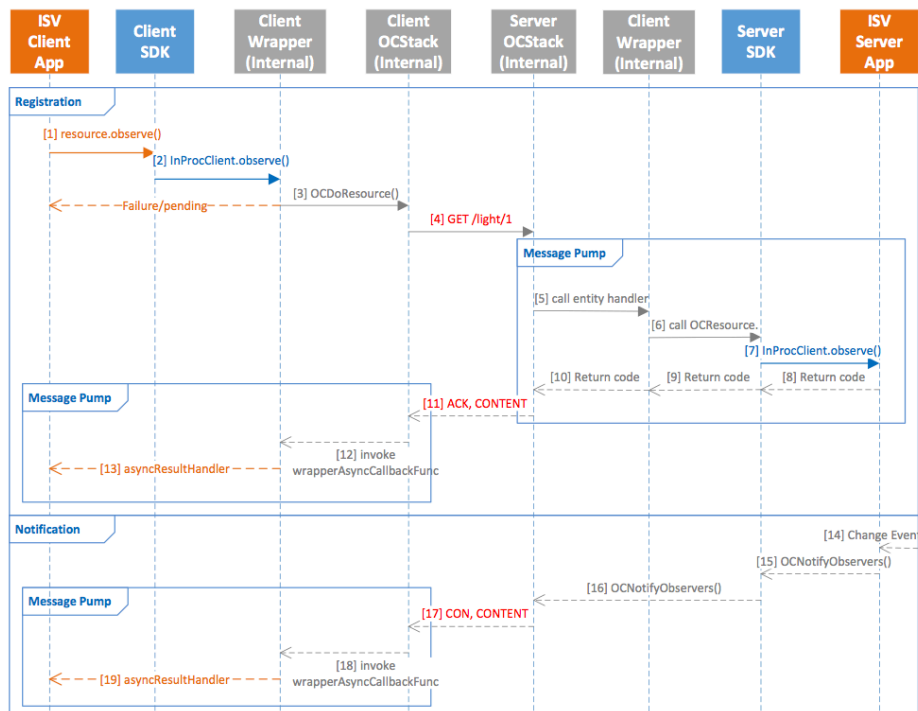 ISV
Client
App
Client
SDK
Client
Wrapper
(Internal)
Client
OCStack
(Internal)
Server
OCStack
(Internal)
Client
Wrapper
(Internal)
Server
SDK
ISV
Server
App
Registration
[1] resource.observe()
[2] InProcClient.observe()
[3] OCDoResource()
Failure/pending
[4] GET /light/1
Message Pump
[5] call entity handler
[6] call OCResource.
[7] InProcClient.observe()
[10] Return code
[9] Return code
[8] Return code
Message Pump
[11] ACK, CONTENT
[12] invoke
wrapperAsyncCallbackFunc
[13] asyncResultHandler
Notification
[14] Change Event
[15] OCNotifyObservers()
[16] OCNotifyObservers()
Message Pump
[17] CON, CONTENT
[18] invoke
wrapperAsyncCallbackFunc
[19] asyncResultHandler